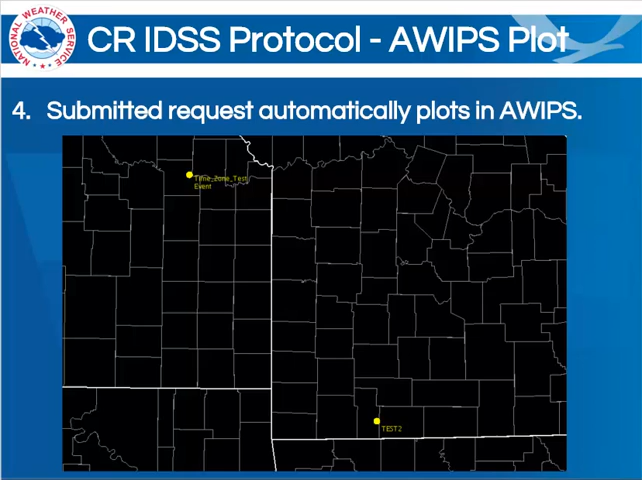 NATIONAL WEATHER SERVICE
CR IDSS Protocol - AWIPS Plot
4. Submitted request automatically plots in AWIPS.
Time_Zone_Test
Event
TEST2